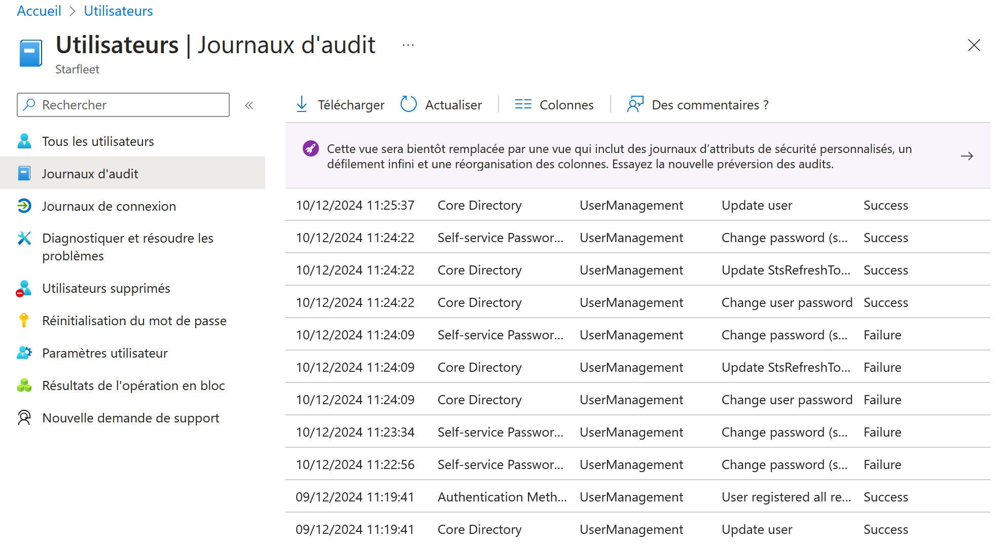 Accueil > Utilisateurs
Utilisateurs | Journaux d'audit ...
Starfleet
Rechercher «
Tous les utilisateurs
Journaux d'audit
Journaux de connexion
Diagnostiquer et résoudre les
problèmes
Utilisateurs supprimés
Réinitialisation du mot de passe
Paramètres utilisateur
Résultats de l'opération en bloc
Nouvelle demande de support
Télécharger Actualiser Colonnes Des commentaires ?
Cette vue sera bientôt remplacée par une vue qui inclut des journaux d’attributs de sécurité personnalisés, un
défilement infini et une réorganisation des colonnes. Essayez la nouvelle préversion des audits.
10/12/2024 11:25:37 Core Directory UserManagement Update user Success
10/12/2024 11:24:22 Self-service Passwor... UserManagement Change password (s... Success
10/12/2024 11:24:22 Core Directory UserManagement Update StsRefreshTo... Success
10/12/2024 11:24:22 Core Directory UserManagement Change user password Success
10/12/2024 11:24:09 Self-service Passwor... UserManagement Change password (s... Failure
10/12/2024 11:24:09 Core Directory UserManagement Update StsRefreshTo... Failure
10/12/2024 11:24:09 Core Directory UserManagement Change user password Failure
10/12/2024 11:23:34 Self-service Passwor... UserManagement Change password (s... Failure
10/12/2024 11:22:56 Self-service Passwor... UserManagement Change password (s... Failure
09/12/2024 11:19:41 Authentication Meth... UserManagement User registered all re... Success
09/12/2024 11:19:41 Core Directory UserManagement Update user Success